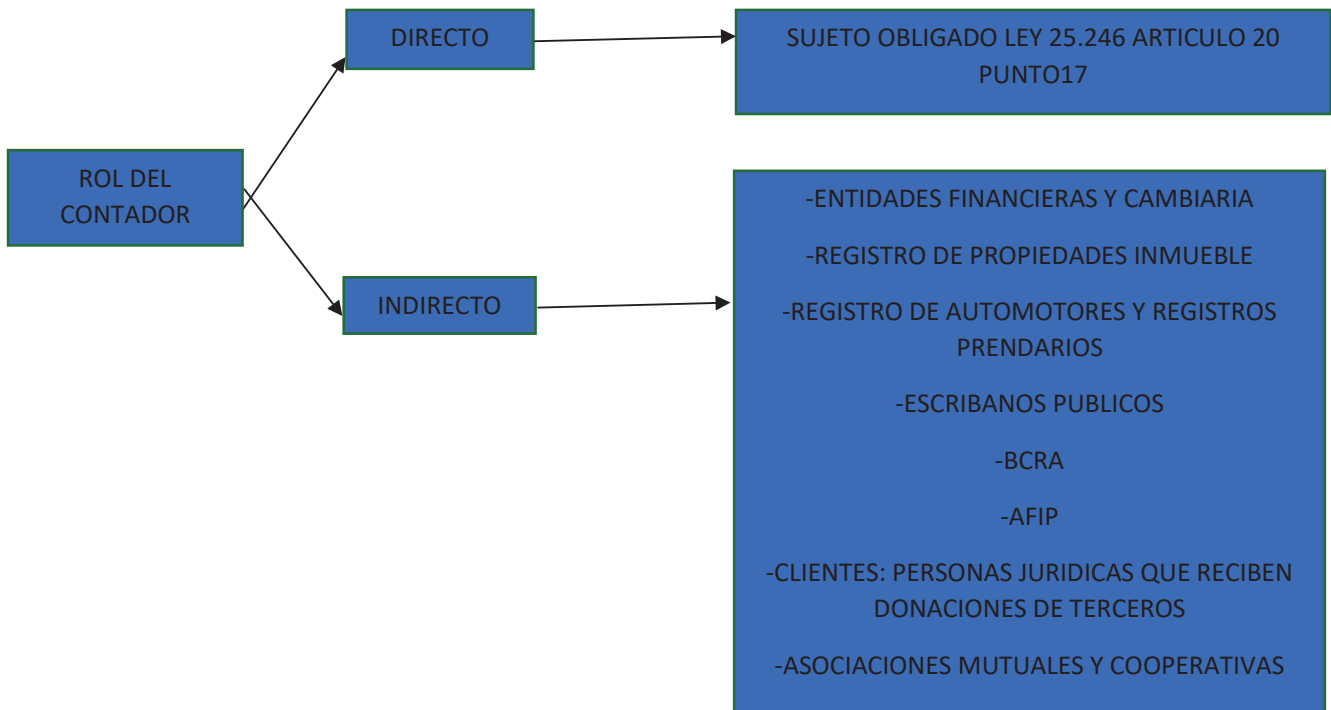 DIRECTO
SUJETO OBLIGADO LEY 25.246 ARTICULO 20
PUNTO17
ROL DEL
CONTADOR
INDIRECTO
-ENTIDADES FINANCIERAS Y CAMBIARIA
-REGISTRO DE PROPIEDADES INMUEBLE
-REGISTRO DE AUTOMOTORES Y REGISTROS
PRENDARIOS
-ESCRIBANOS PUBLICOS
-BCRA
-AFIP
-CLIENTES: PERSONAS JURIDICAS QUE RECIBEN
DONACIONES DE TERCEROS
-ASOCIACIONES MUTUALES Y COOPERATIVAS